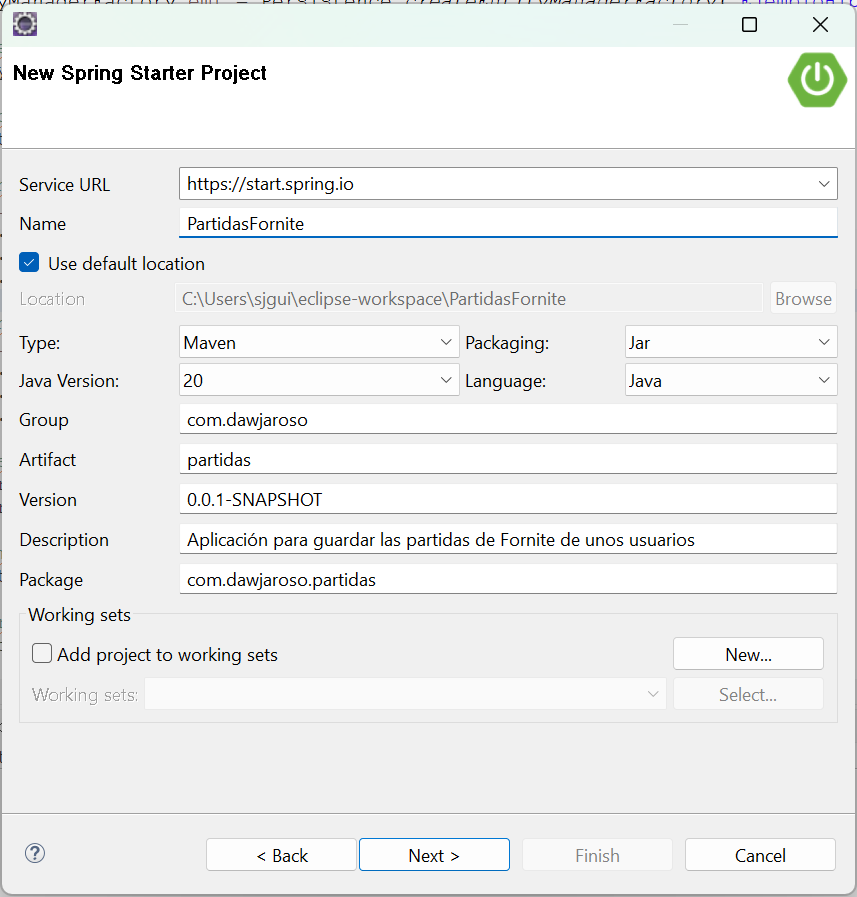 New Spring Starter Project
Service URL https://start.spring.io
Name PartidasFornite
Use default location
Location C:\Users\sjgui\eclipse-workspace\PartidasFornite Browse
Type: Maven Packaging: Jar
Java Version: 20 Language: Java
Group com.dawjaroso
Artifact partidas
Version 0.0.1-SNAPSHOT
Description Aplicación para guardar las partidas de Fornite de unos usuarios
Package com.dawjaroso.partidas
Working sets
Add project to working sets New...
Working sets: Select...
? < Back Next > Finish Cancel